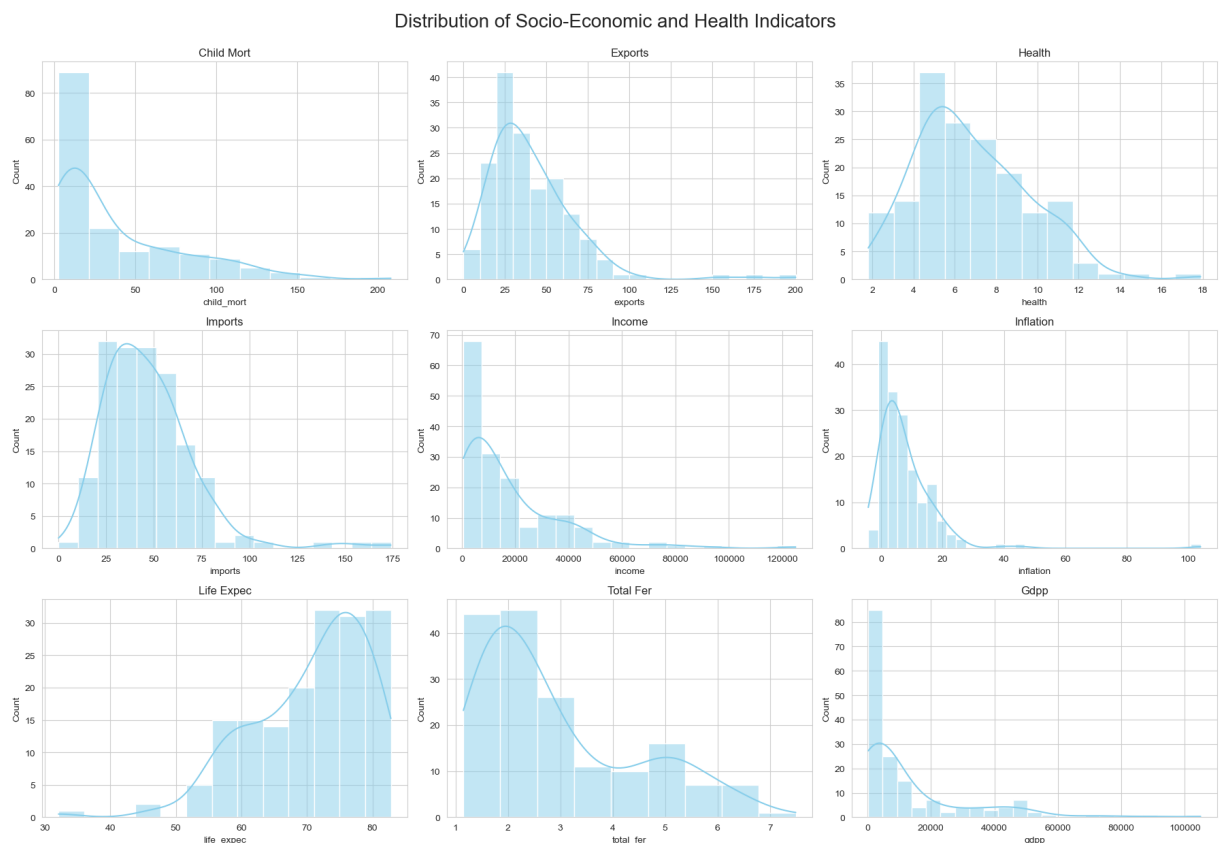 Distribution of Socio-Economic and Health Indicators
Child Mort
Count
0
20
40
60
80
0 50 100 150 200
child_mort
Exports
Count
0
5
10
15
20
25
30
35
40
0 25 50 75 100 125 150 175 200
exports
Health
Count
0
5
10
15
20
25
30
35
2 4 6 8 10 12 14 16 18
health
Imports
Count
0
5
10
15
20
25
30
0 25 50 75 100 125 150 175
imports
Income
Count
0
10
20
30
40
50
60
70
0 20000 40000 60000 80000 100000 120000
income
Inflation
Count
0
10
20
30
40
0 20 40 60 80 100
inflation
Life Expec
Count
0
5
10
15
20
25
30
30 40 50 60 70 80
life_expec
Total Fer
Count
0
10
20
30
40
1 2 3 4 5 6 7
total_fer
Gdpp
Count
0
10
20
30
40
50
60
70
80
0 20000 40000 60000 80000 100000
gdpp